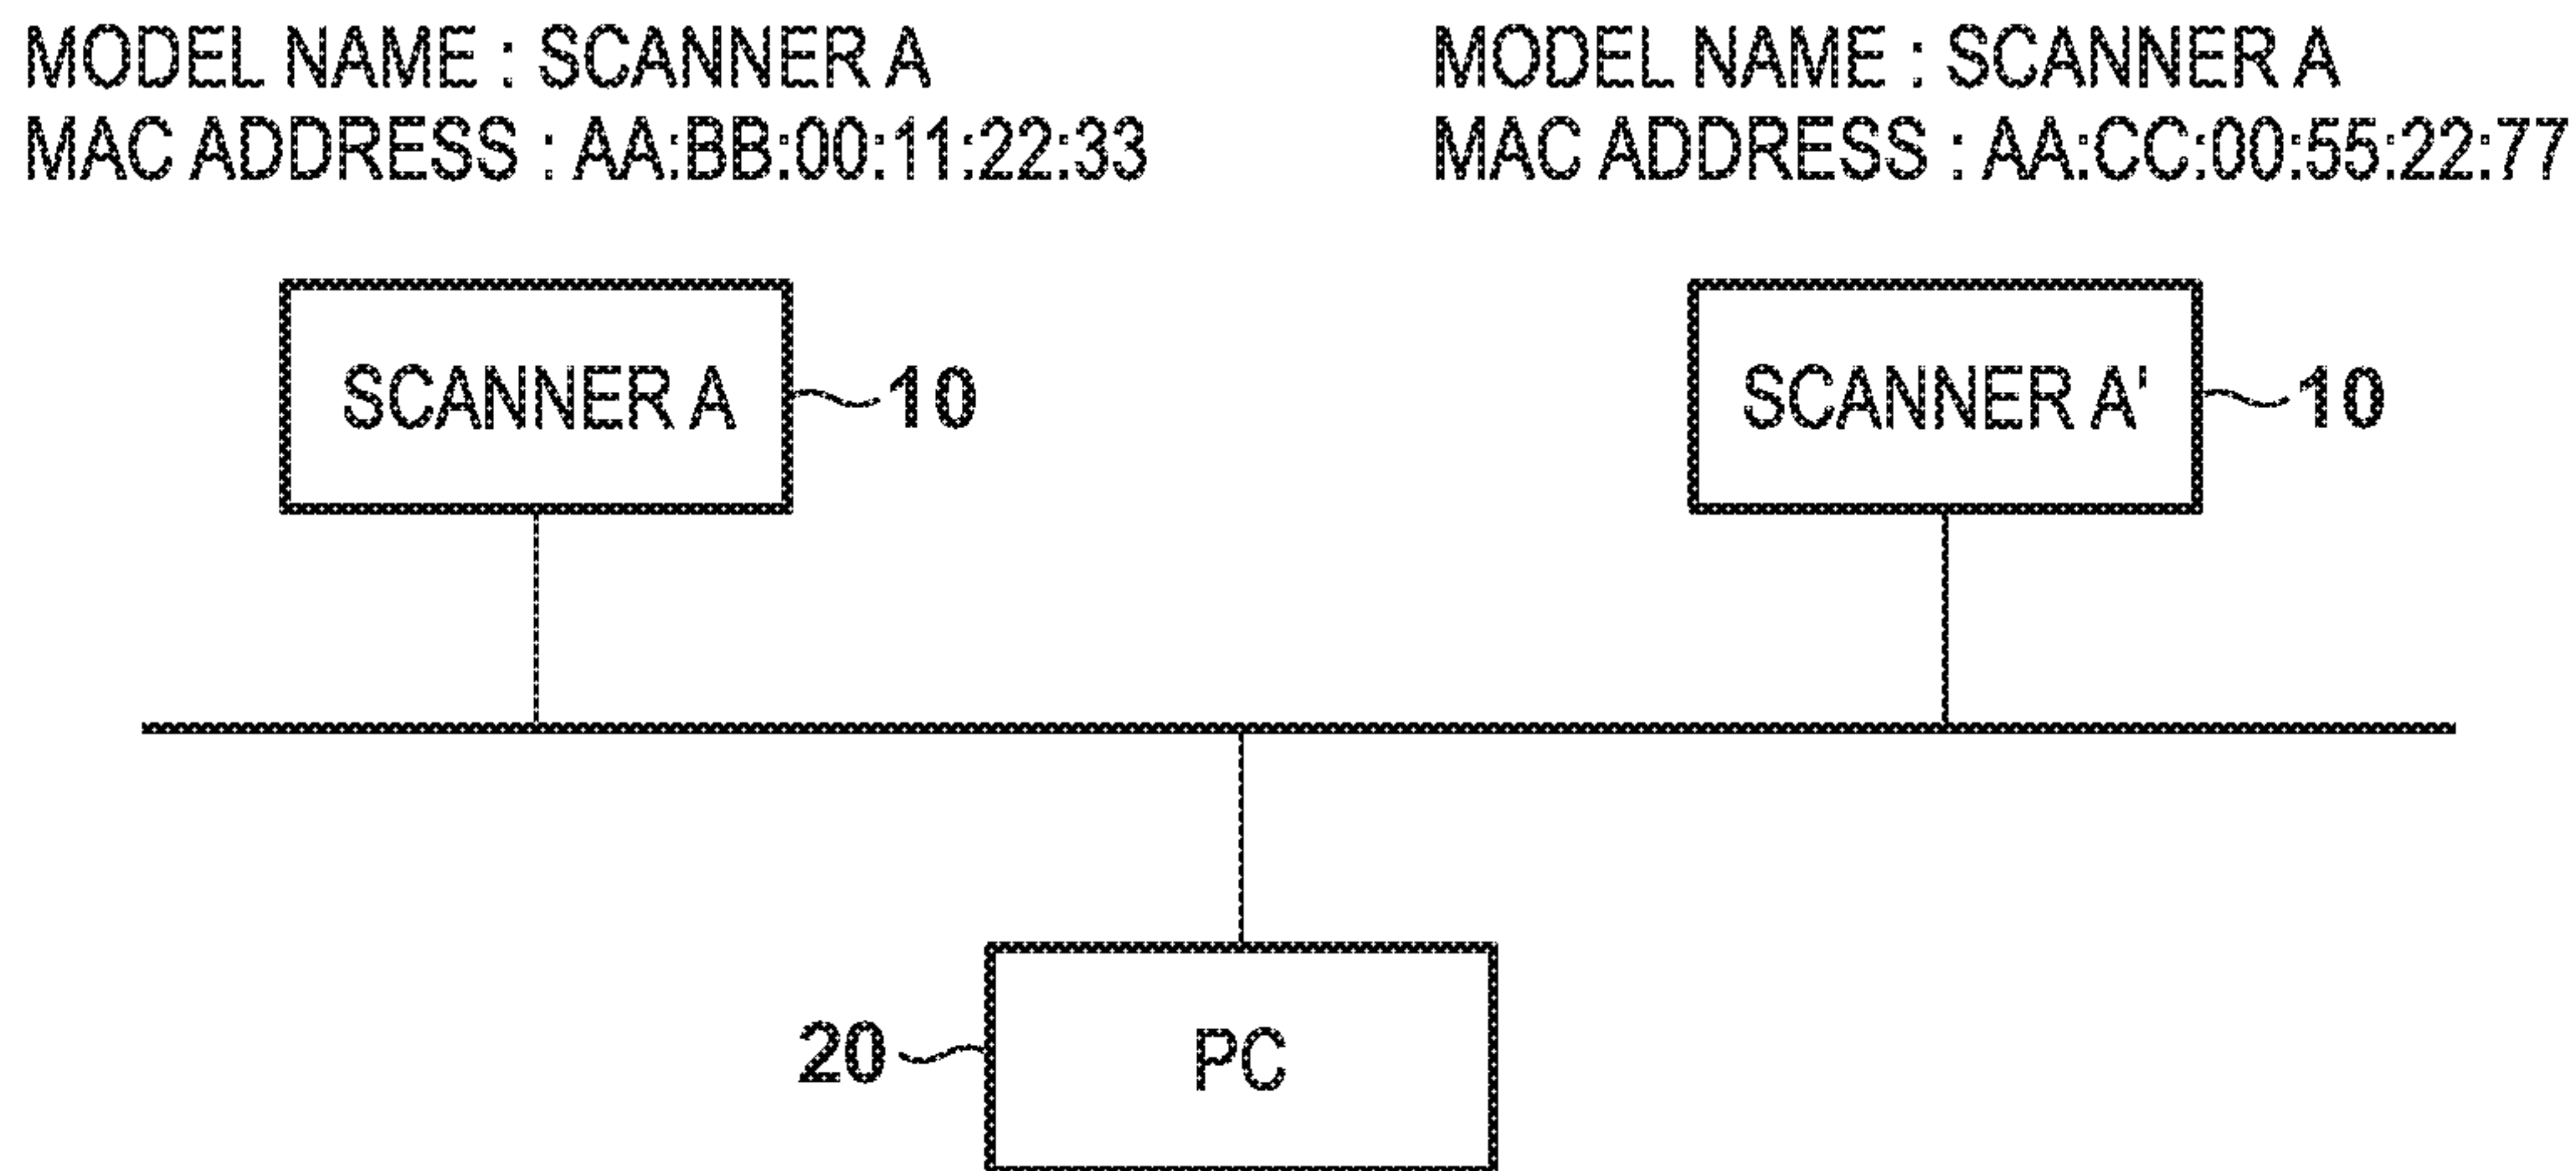 MODEL NAME : SCANNER A
MAC ADDRESS : AA:BB:00:11:22:33
MODEL NAME : SCANNER A
MAC ADDRESS : AA:CC:00:55:22:77
SCANNER A
10
SCANNER A'
10
20
PC